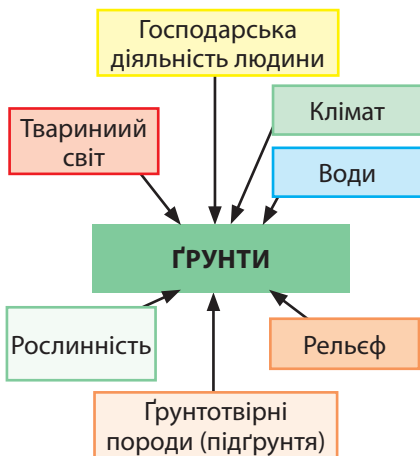 Господарська
діяльність людини
Клімат
Твариниий
світ
Води
ҐРУНТИ
Рослинність
Рельєф
Ґрунтотвірні
породи (підґрунтя)